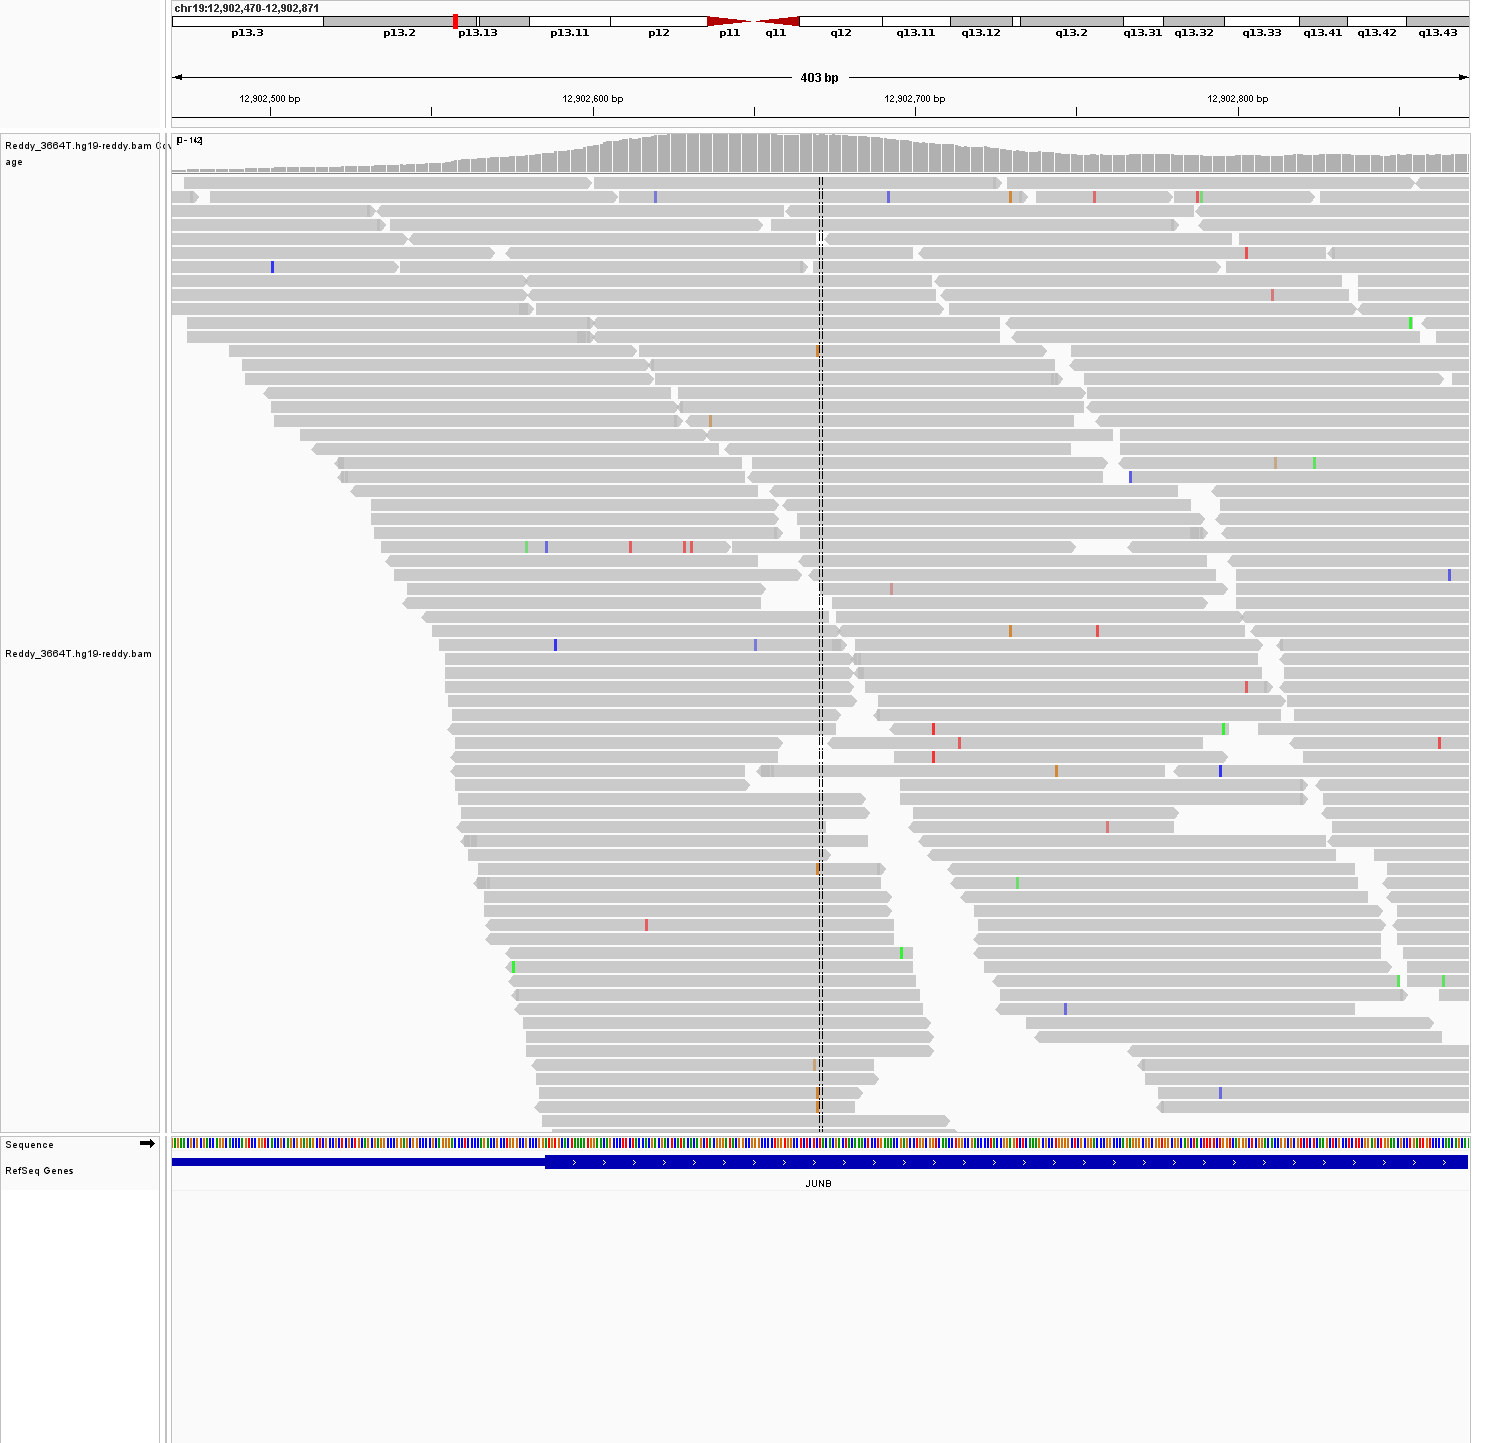 chr19:12,902,470-12,902,871
p13.3 p13.2 p13.13 p13.11 p12 p11 q11 q12 q13.11 q13.12 q13.2 q13.31 q13.32 q13.33 q13.41 q13.42 q13.43
403 bp
12,902,500 bp 12,902,600 bp 12,902,700 bp 12,902,800 bp
[0 - 142]
Reddy_3664T.hg19-reddy.bam Cov
age
Reddy_3664T.hg19-reddy.bam
Sequence
RefSeq Genes
JUNB